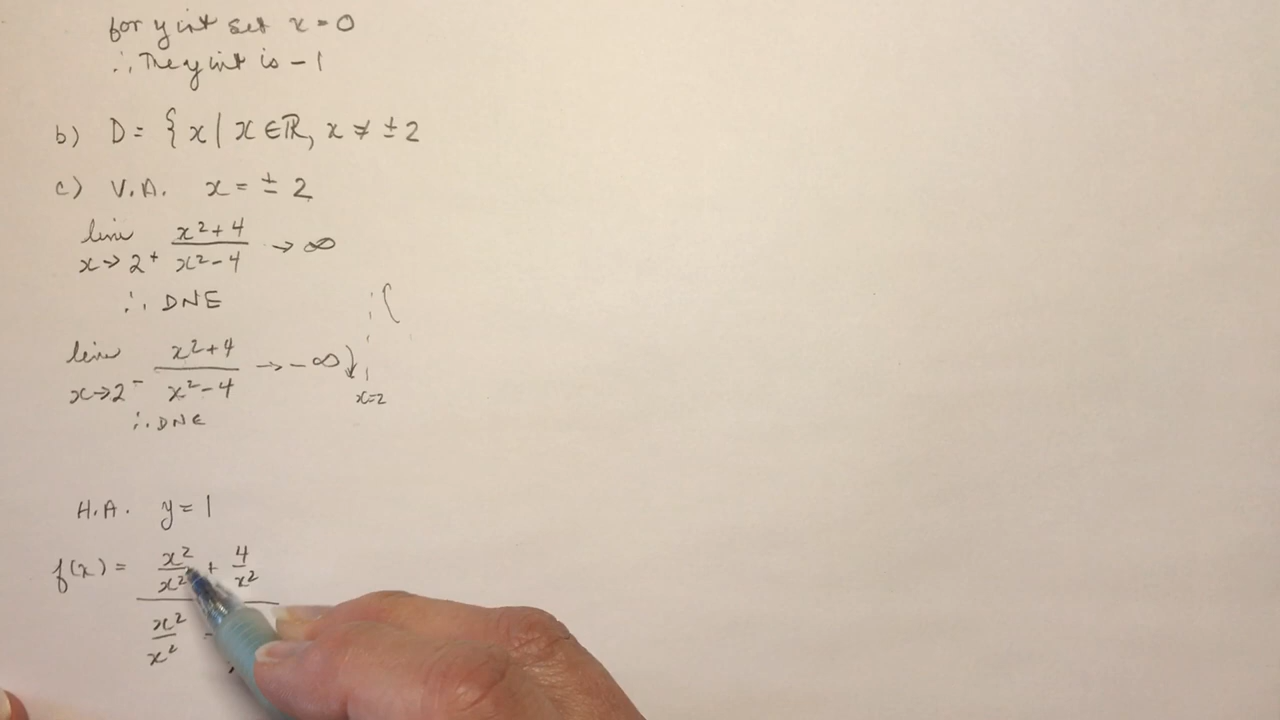 for y int set x = 0
∴ The y int is -1
b) D = { x | x ∈ ℝ, x ≠ ± 2
c) V.A. x = ± 2
lim x→2⁺ (x²+4)/(x²-4) → ∞
∴ DNE
lim x→2⁻ (x²+4)/(x²-4) → -∞
x=2
∴ DNE
H.A. y = 1
f(x) = x²/x² + 4/x²
x²/x² -